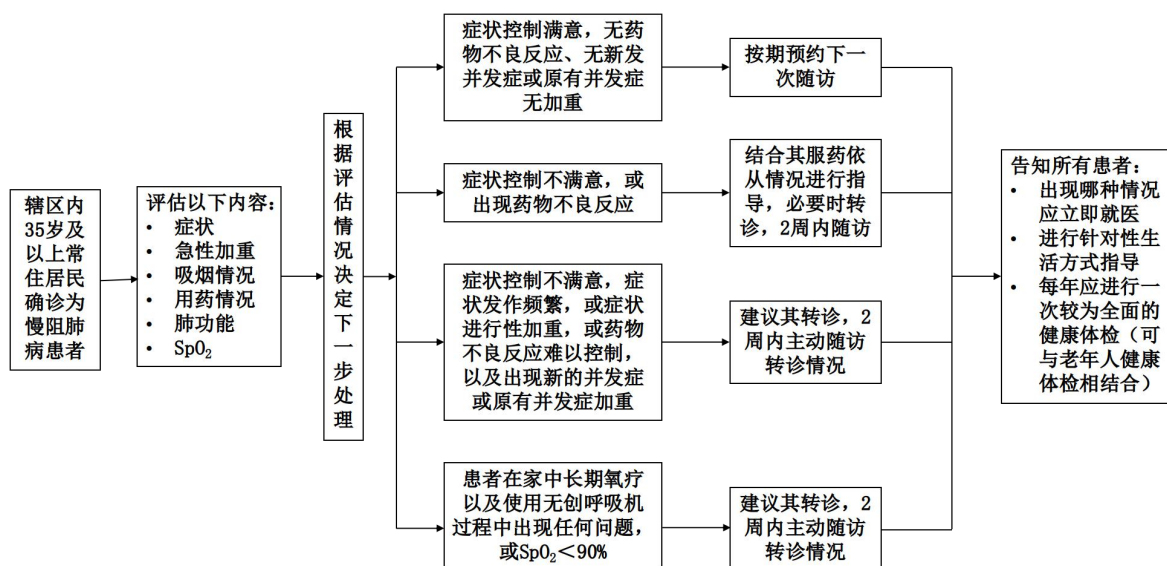 辖区内
35岁及
以上常
住居民
确诊为
慢阻肺
病患者
评估以下内容：
• 症状
• 急性加重
• 吸烟情况
• 用药情况
• 肺功能
• SpO₂
根据评估情况决定下一步处理
症状控制满意，无药
物不良反应、无新发
并发症或原有并发症
无加重
按期预约下一
次随访
症状控制不满意，或
出现药物不良反应
结合其服药依
从情况进行指
导，必要时转
诊，2周内随访
症状控制不满意，症
状发作频繁，或症状
进行性加重，或药物
不良反应难以控制，
以及出现新的并发症
或原有并发症加重
建议其转诊，2
周内主动随访
转诊情况
患者在家中长期氧疗
以及使用无创呼吸机
过程中出现任何问题，
或SpO₂＜90%
建议其转诊，2
周内主动随访
转诊情况
告知所有患者：
• 出现哪种情况
应立即就医
• 进行针对性生
活方式指导
• 每年应进行一
次较为全面的
健康体检（可
与老年人健康
体检相结合）